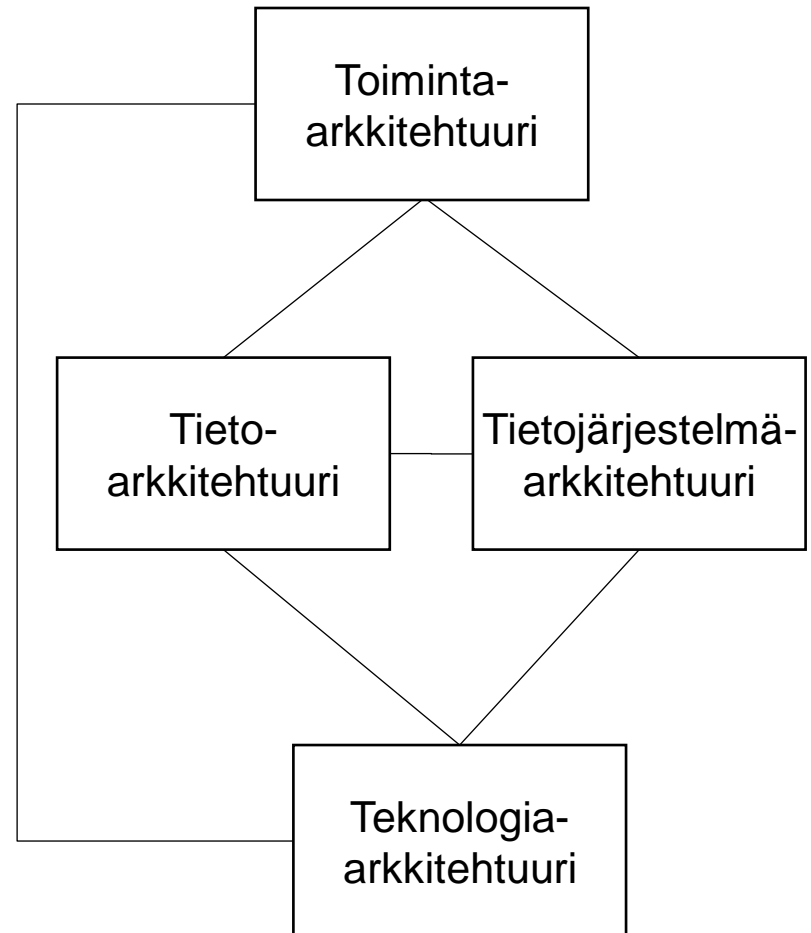 Toiminta-
arkkitehtuuri
Tieto-
arkkitehtuuri
Tietojärjestelmä-
arkkitehtuuri
Teknologia-
arkkitehtuuri